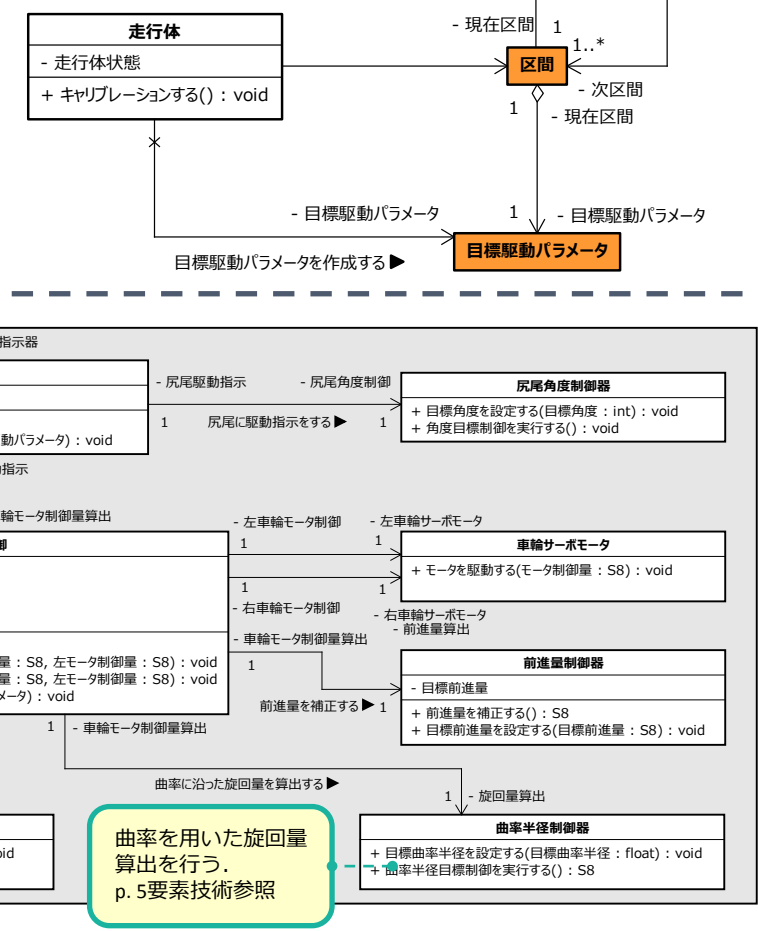 走行体
- 走行体状態
+ キャリブレーションする() : void
- 現在区間
1
1..*
区間
- 次区間
1
- 現在区間
- 目標駆動パラメータ
1
- 目標駆動パラメータ
目標駆動パラメータ
目標駆動パラメータを作成する▶
指示器
- 尻尾駆動指示
- 尻尾角度制御
1
尻尾に駆動指示をする▶
1
動パラメータ) : void
指示
尻尾角度制御器
+ 目標角度を設定する(目標角度 : int) : void
+ 角度目標制御を実行する() : void
輪モータ制御量算出
- 左車輪モータ制御
- 左車輪サーボモータ
1
1
車輪サーボモータ
+ モータを駆動する(モータ制御量 : S8) : void
1
1
- 右車輪モータ制御
- 右車輪サーボモータ
- 車輪モータ制御量算出
- 前進量算出
量 : S8, 左モータ制御量 : S8) : void
量 : S8, 左モータ制御量 : S8) : void
メータ) : void
1
前進量を補正する▶
1
前進量制御器
- 目標前進量
+ 前進量を補正する() : S8
+ 目標前進量を設定する(目標前進量 : S8) : void
1
- 車輪モータ制御量算出
曲率に沿った旋回量を算出する▶
1
- 旋回量算出
曲率半径制御器
+ 目標曲率半径を設定する(目標曲率半径 : float) : void
+ 曲率半径目標制御を実行する() : S8
曲率を用いた旋回量
算出を行う.
p. 5要素技術参照